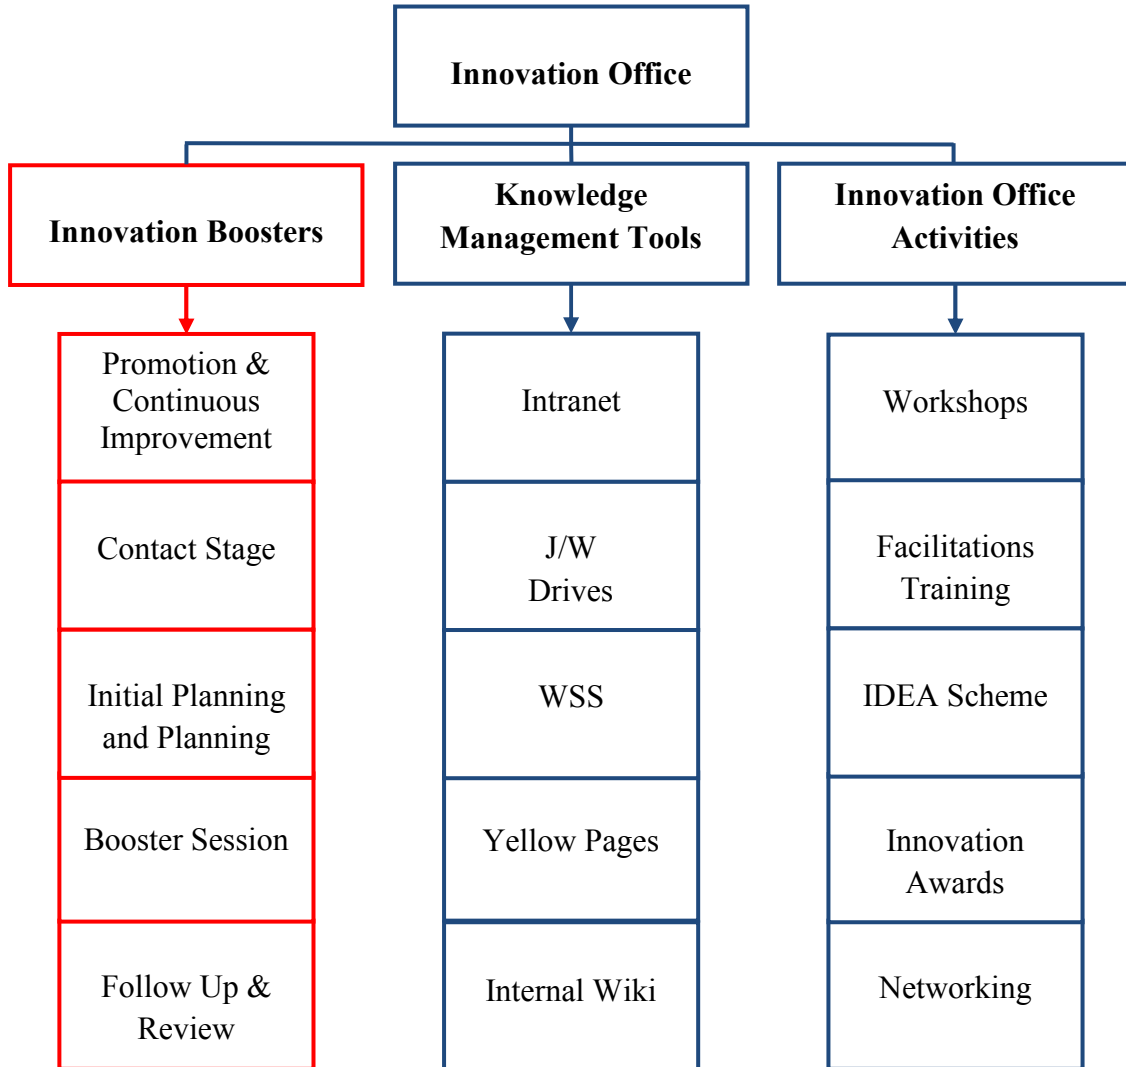 Innovation Office
Innovation Boosters
Knowledge
Management Tools
Innovation Office
Activities
Promotion &
Continuous
Improvement
Contact Stage
Initial Planning
and Planning
Booster Session
Follow Up &
Review
Intranet
J/W
Drives
WSS
Yellow Pages
Internal Wiki
Workshops
Facilitations
Training
IDEA Scheme
Innovation
Awards
Networking